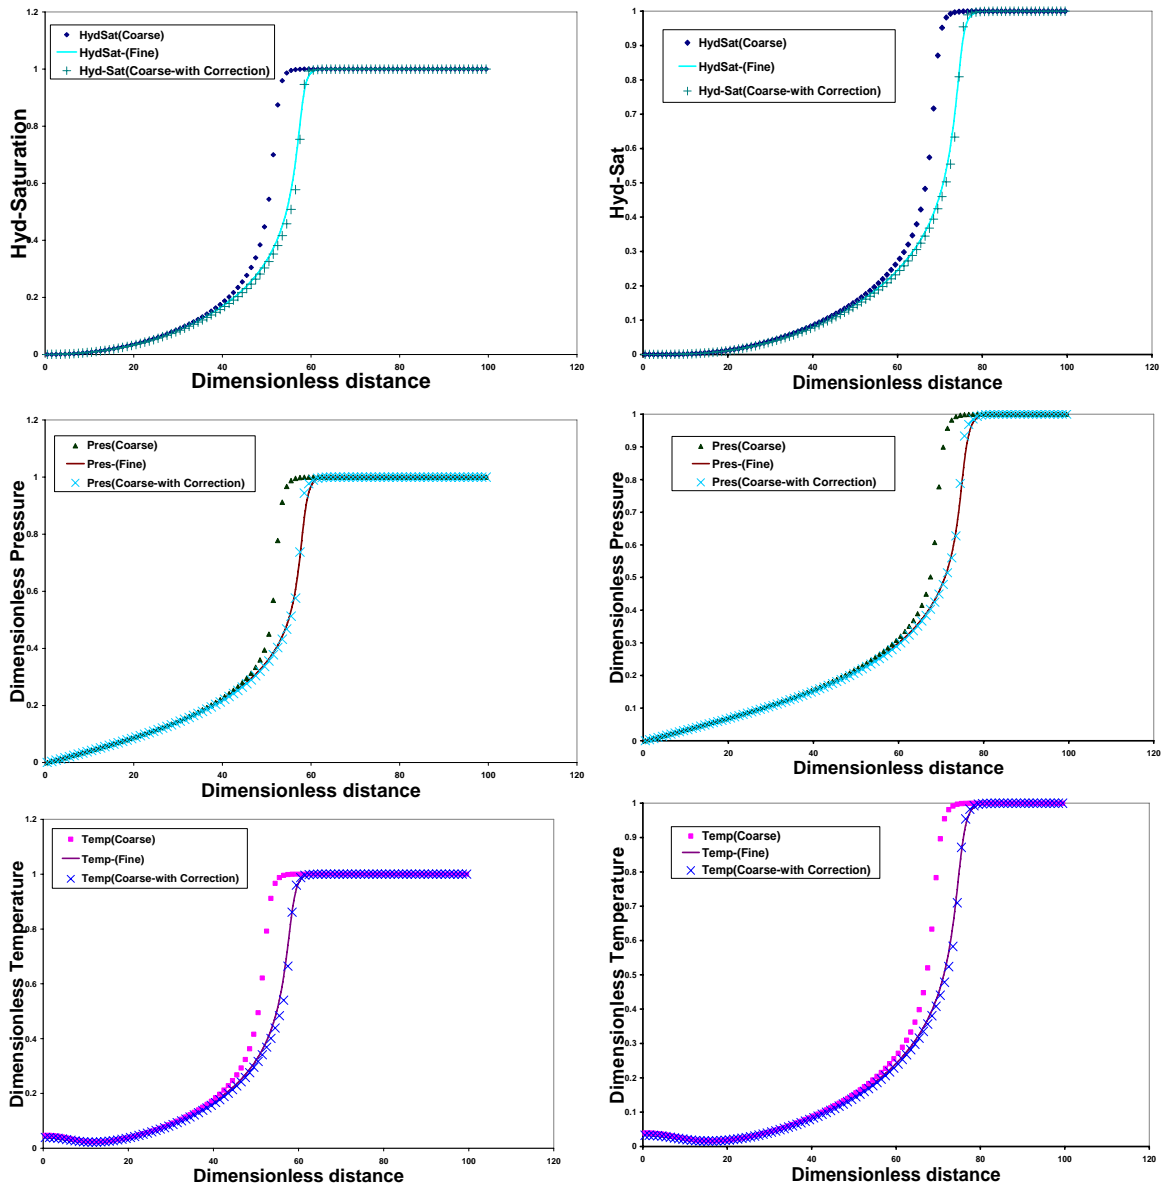 1.2
1
0.8
0.6
0.4
0.2
0
0 20 40 60 80 100 120
Hyd-Saturation
Dimensionless distance
HydSat(Coarse)
HydSat-(Fine)
Hyd-Sat(Coarse-with Correction)
1
0.9
0.8
0.7
0.6
0.5
0.4
0.3
0.2
0.1
0
0 20 40 60 80 100 120
Hyd-Sat
Dimensionless distance
HydSat(Coarse)
HydSat-(Fine)
Hyd-Sat(Coarse-with Correction)
1.2
1
0.8
0.6
0.4
0.2
0
0 20 40 60 80 100 120
Dimensionless Pressure
Dimensionless distance
Pres(Coarse)
Pres-(Fine)
Pres(Coarse-with Correction)
1
0.9
0.8
0.7
0.6
0.5
0.4
0.3
0.2
0.1
0
0 20 40 60 80 100 120
Dimensionless Pressure
Dimensionless distance
Pres(Coarse)
Pres-(Fine)
Pres(Coarse-with Correction)
1.2
1
0.8
0.6
0.4
0.2
0
0 20 40 60 80 100 120
Dimensionless Temperature
Dimensionless distance
Temp(Coarse)
Temp-(Fine)
Temp(Coarse-with Correction)
1
0.9
0.8
0.7
0.6
0.5
0.4
0.3
0.2
0.1
0
0 20 40 60 80 100 120
Dimensionless Temperature
Dimensionless distance
Temp(Coarse)
Temp-(Fine)
Temp(Coarse-with Correction)